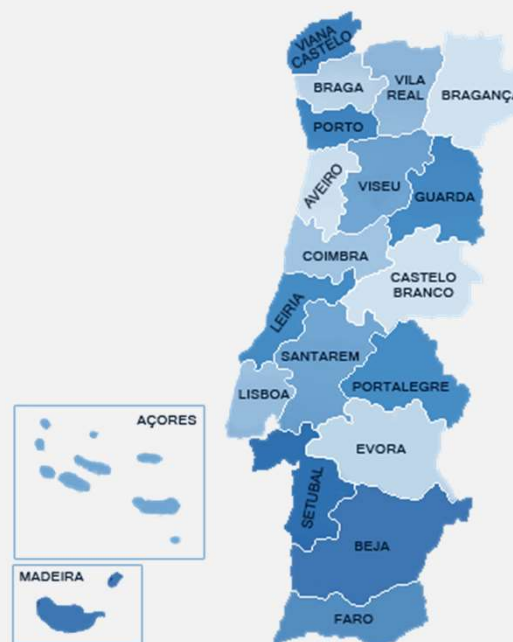 VIANA
CASTELO
BRAGA
VILA
REAL
BRAGANÇA
PORTO
AVEIRO
VISEU
GUARDA
COIMBRA
CASTELO
BRANCO
LEIRIA
SANTAREM
LISBOA
PORTALEGRE
AÇORES
EVORA
SETUBAL
BEJA
MADEIRA
FARO